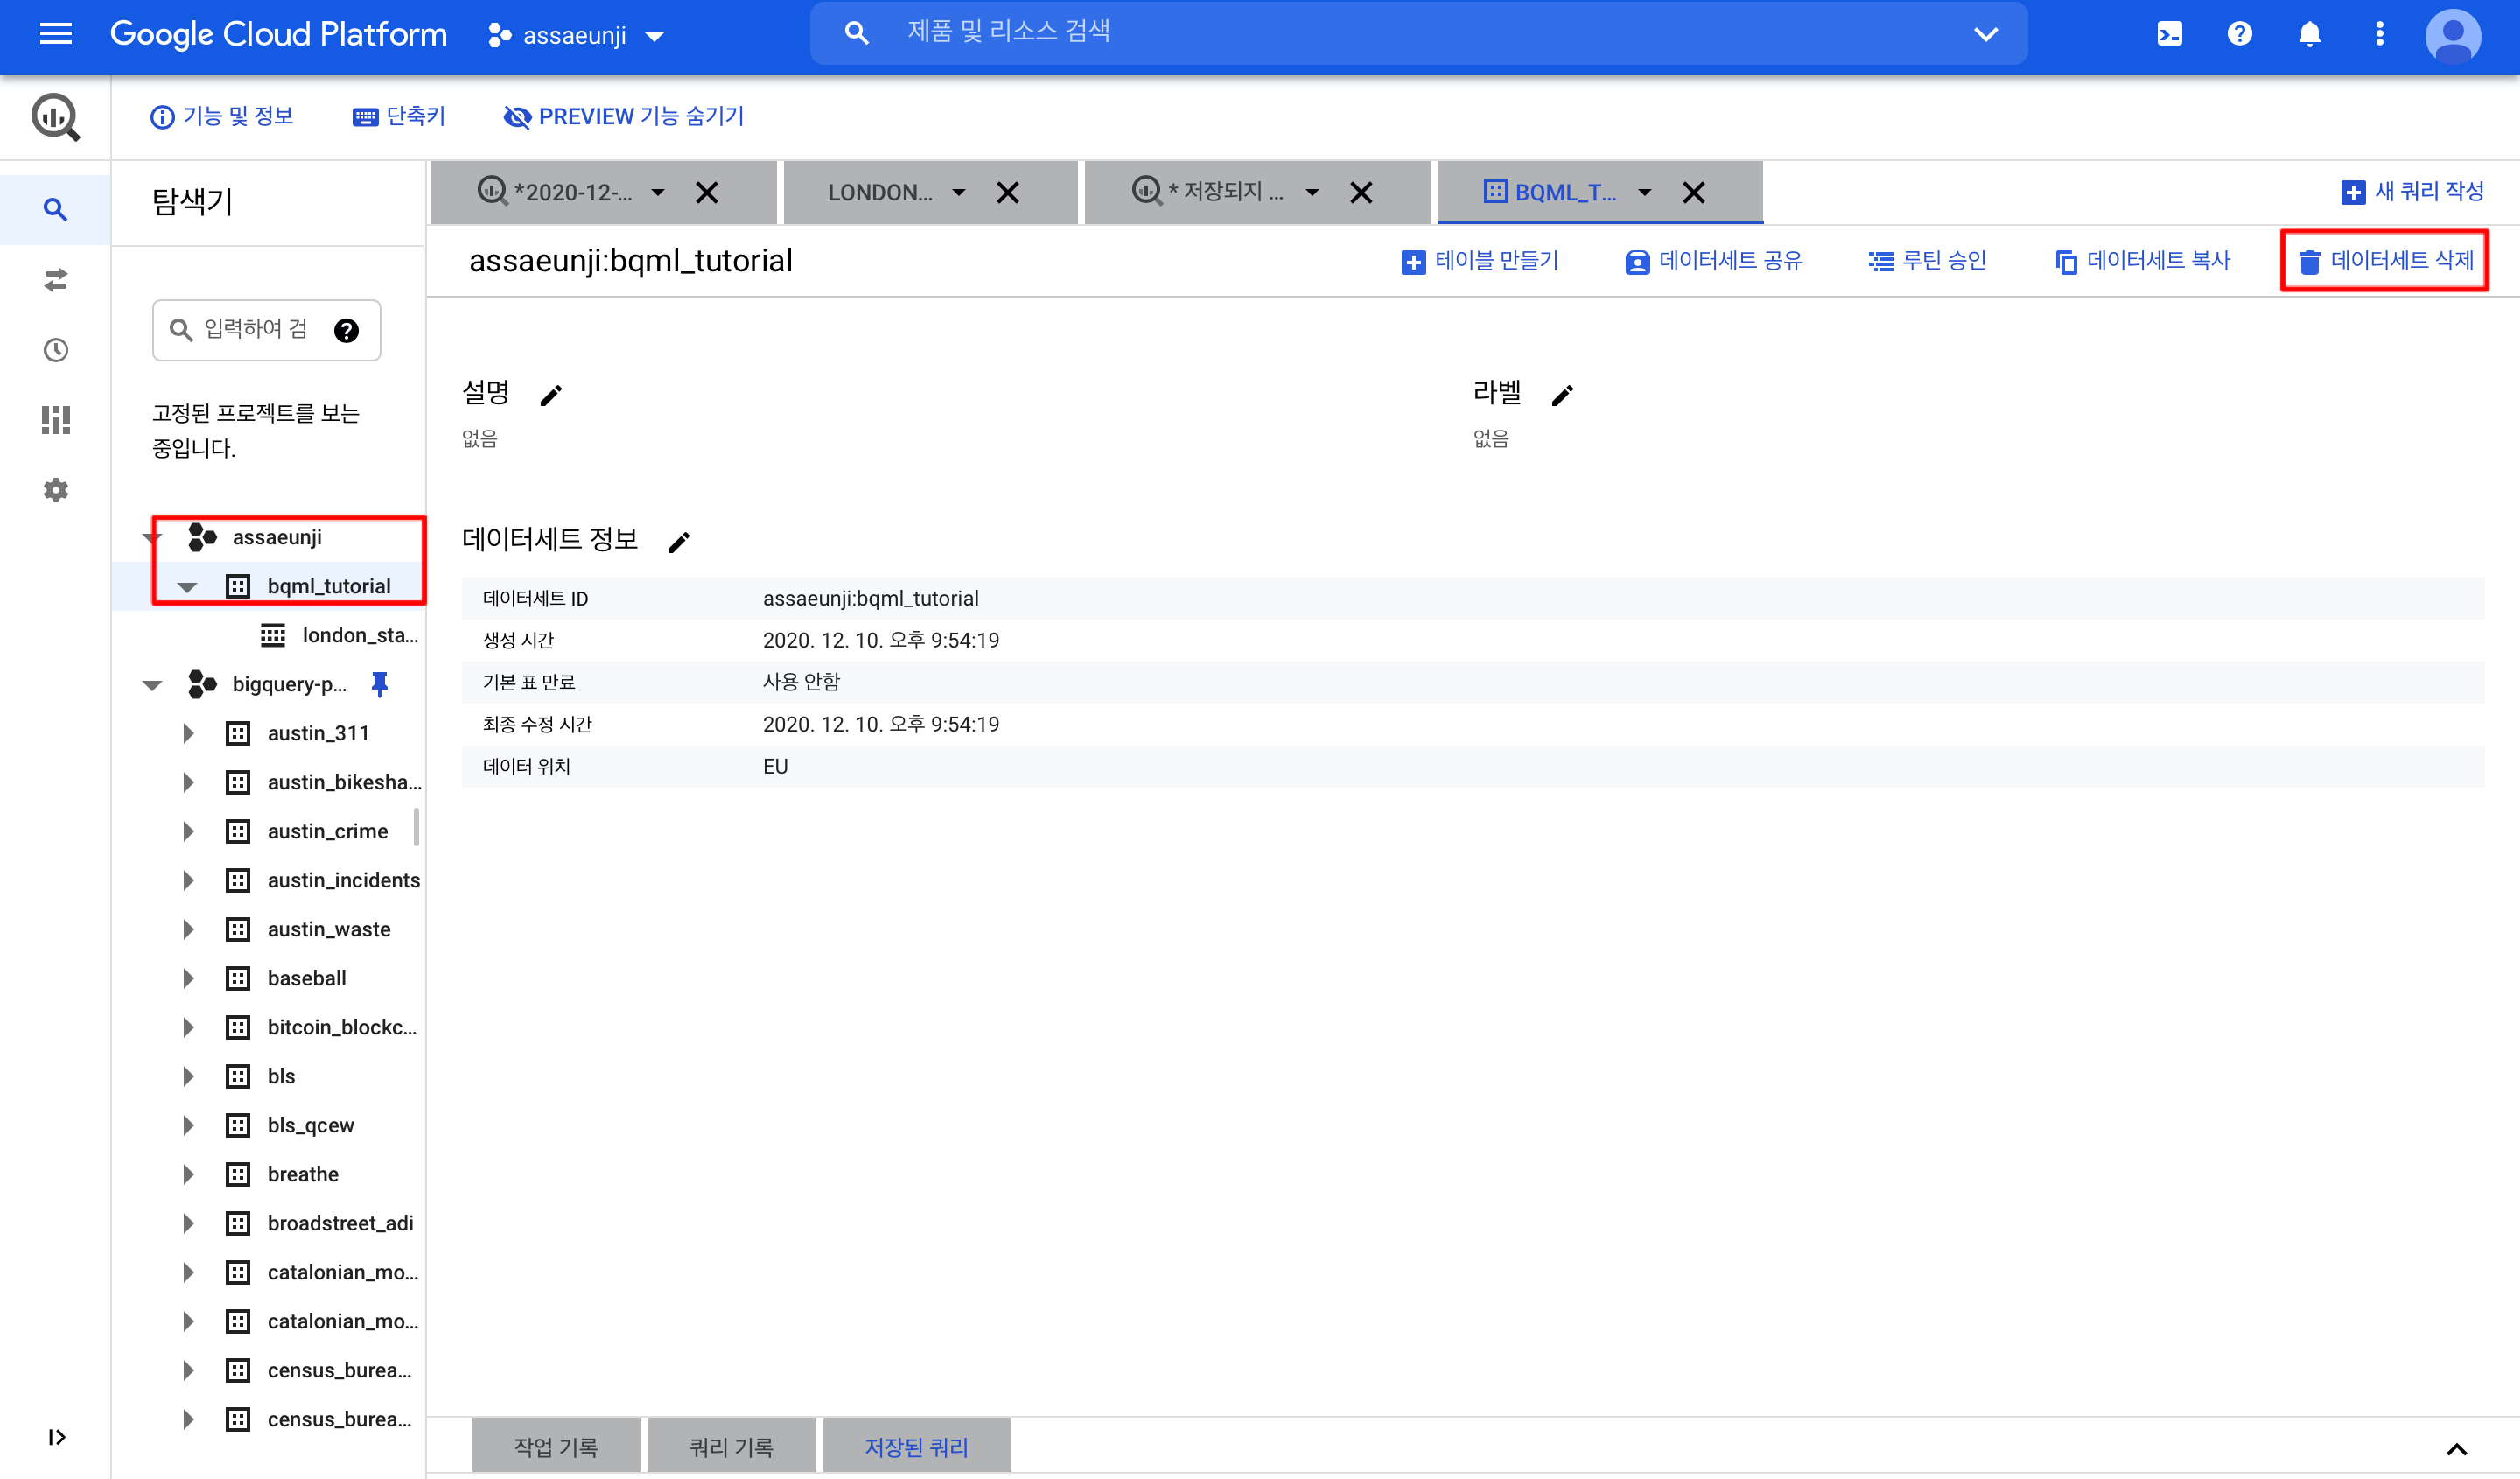 Google Cloud Platform
assaeunji
제품 및 리소스 검색
기능 및 정보
단축키
PREVIEW 기능 숨기기
탐색기
*2020-12-...
LONDON...
* 저장되지 ...
BQML_T...
새 쿼리 작성
assaeunji:bqml_tutorial
테이블 만들기
데이터세트 공유
루틴 승인
데이터세트 복사
데이터세트 삭제
입력하여 검
고정된 프로젝트를 보는
중입니다.
assaeunji
bqml_tutorial
london_sta...
bigquery-p...
austin_311
austin_bikesha...
austin_crime
austin_incidents
austin_waste
baseball
bitcoin_blockc...
bls
bls_qcew
breathe
broadstreet_adi
catalonian_mo...
catalonian_mo...
census_burea...
census_burea...
설명
없음
라벨
없음
데이터세트 정보
데이터세트 ID assaeunji:bqml_tutorial
생성 시간 2020. 12. 10. 오후 9:54:19
기본 표 만료 사용 안함
최종 수정 시간 2020. 12. 10. 오후 9:54:19
데이터 위치 EU
작업 기록
쿼리 기록
저장된 쿼리